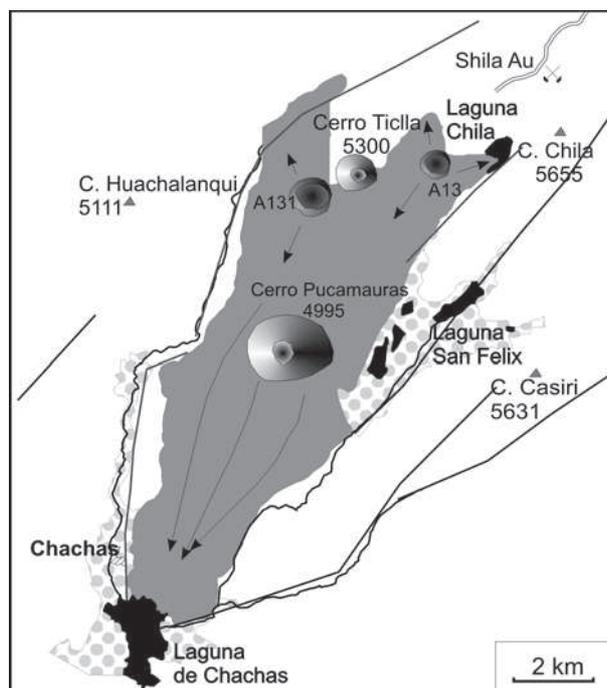 Shila Au
Laguna
Chila
Cerro Ticlla
5300
C. Chila
5655
C. Huachalanqui
5111
A131
A13
Cerro Pucamauras
4995
Laguna
San Felix
C. Casiri
5631
Chachas
Laguna
de Chachas
2 km